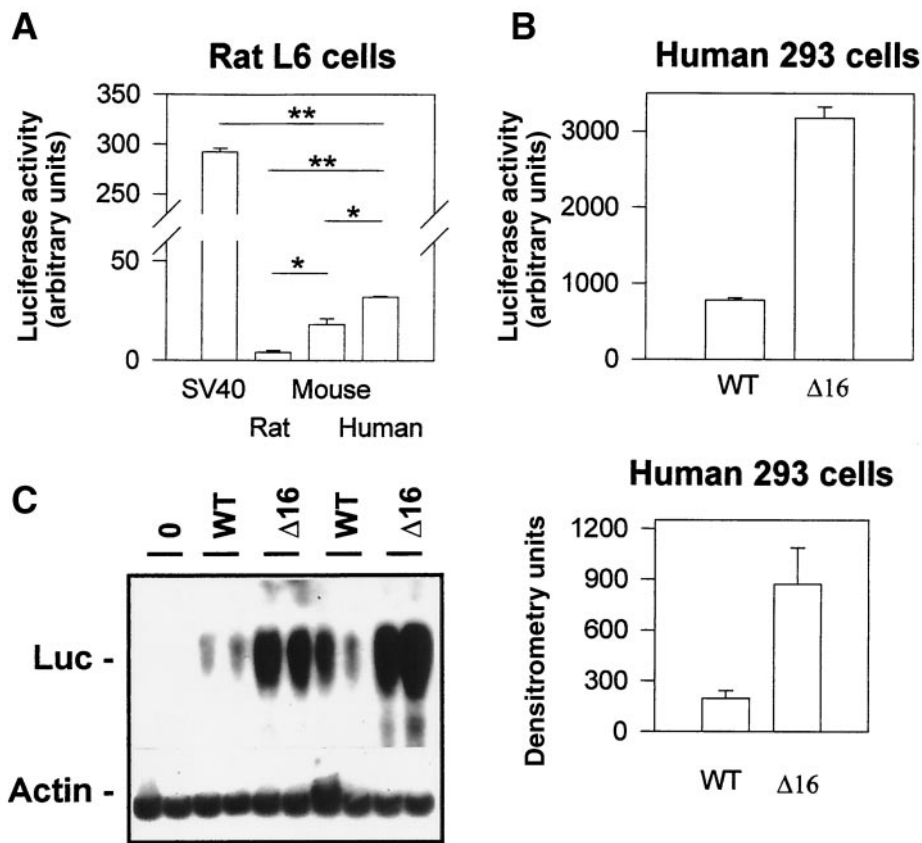 A
Rat L6 cells
Luciferase activity
(arbitrary units)
350
300
250
50
0
**
**
*
*
SV40
Mouse
Rat
Human
B
Human 293 cells
Luciferase activity
(arbitrary units)
3000
2000
1000
0
WT
Δ16
C
0
WT
Δ16
WT
Δ16
Luc -
Actin -
Human 293 cells
Densitrometry units
1200
900
600
300
0
WT
Δ16